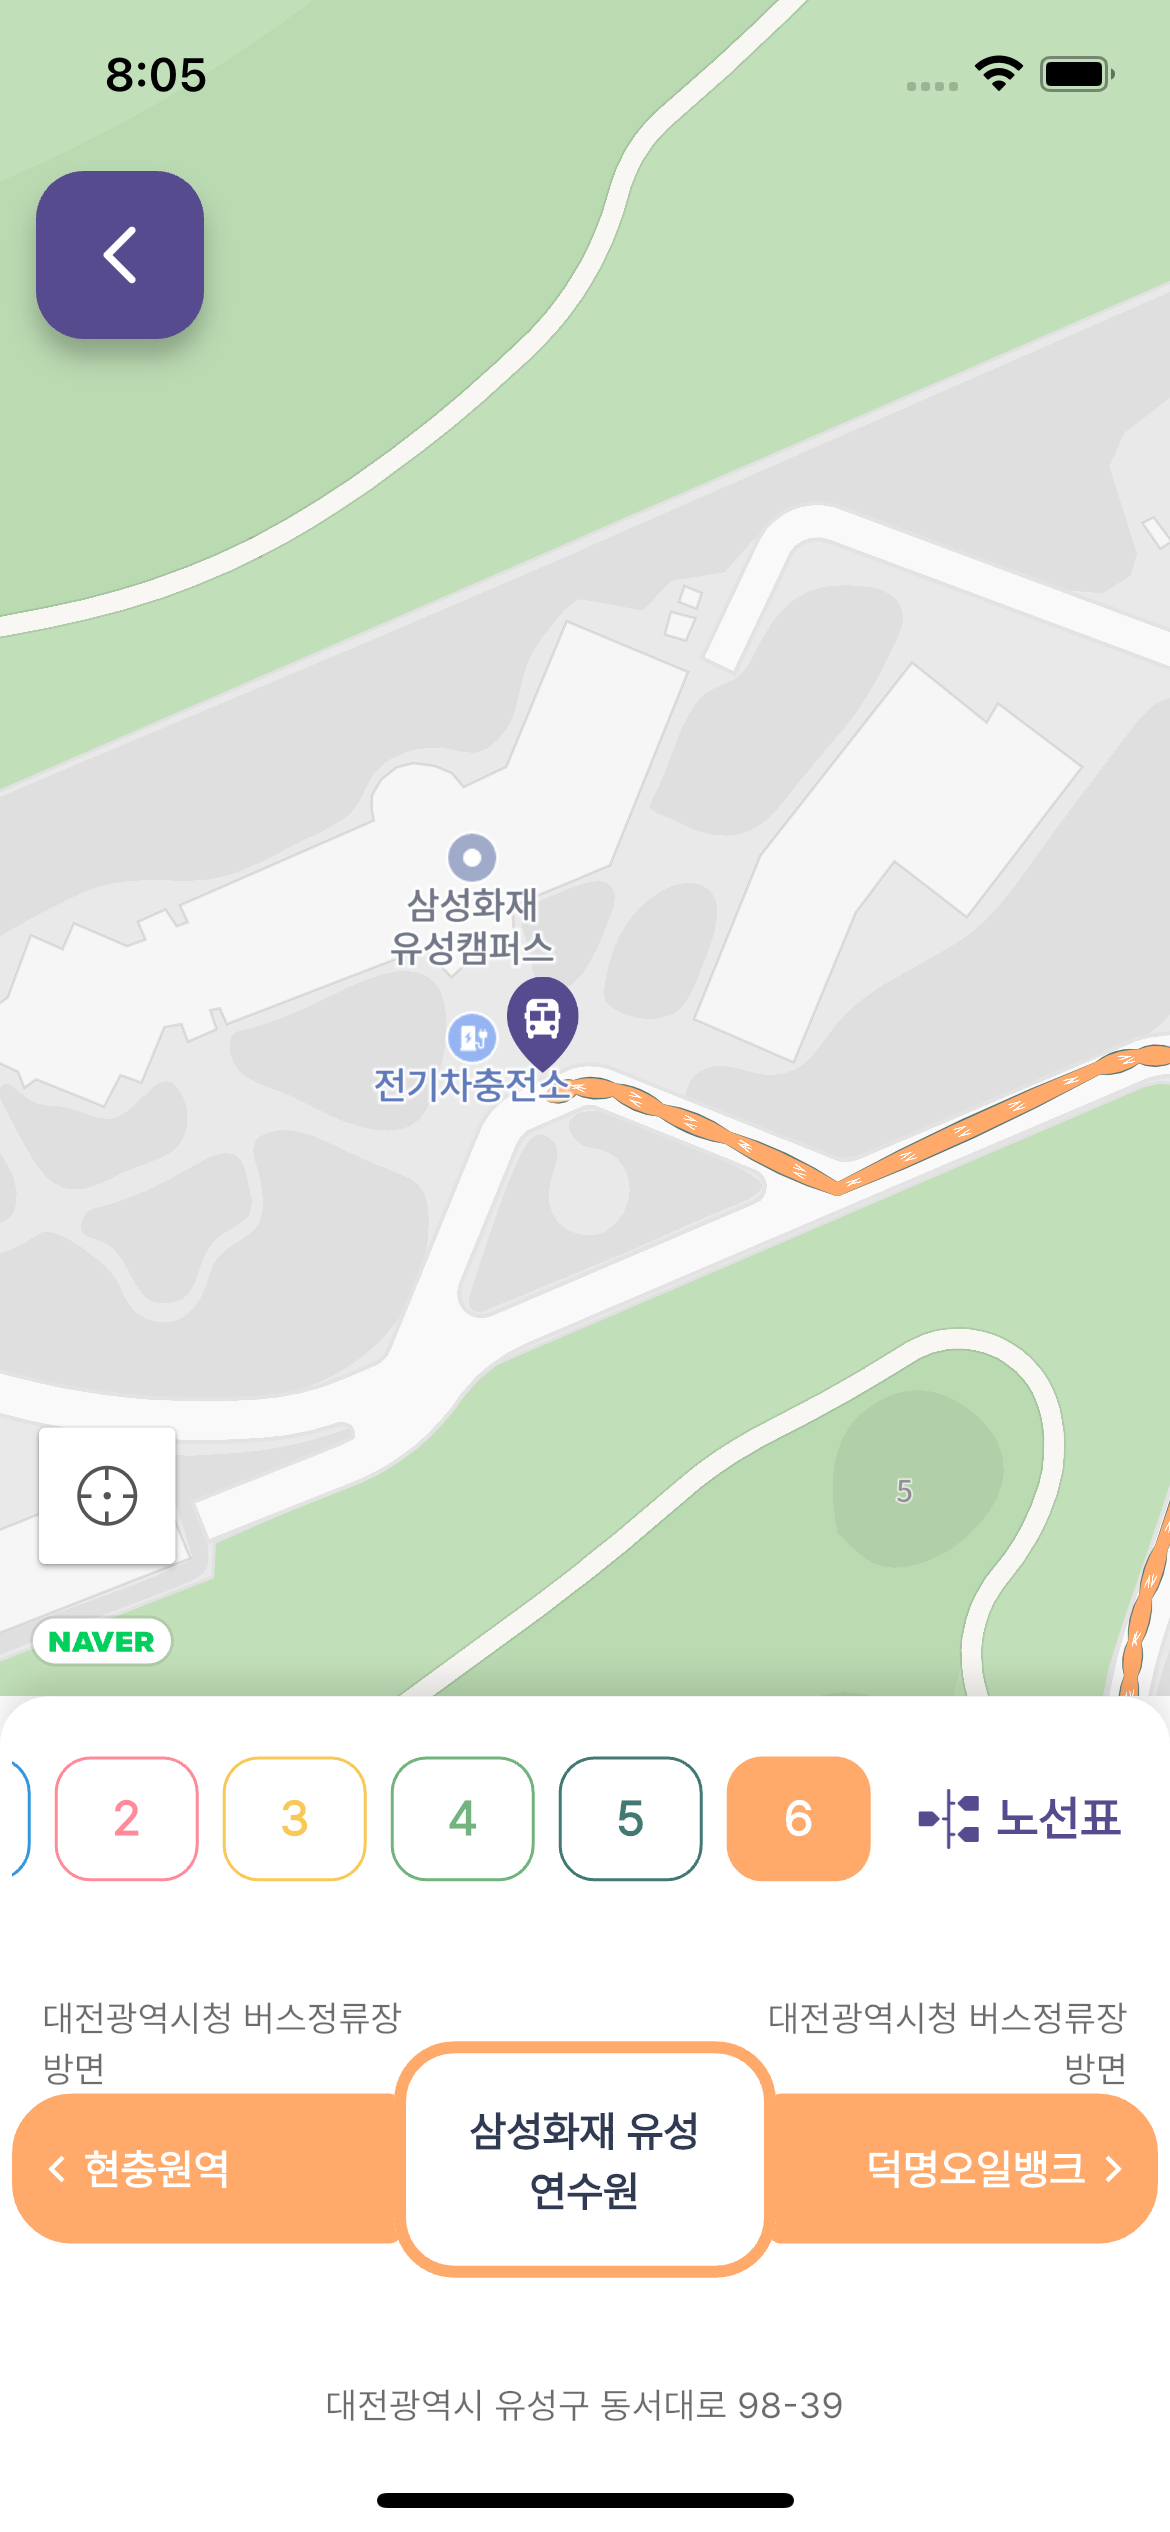 8:05
삼성화재
유성캠퍼스
전기차충전소
5
NAVER
2
3
4
5
6
노선표
대전광역시청 버스정류장
방면
대전광역시청 버스정류장
방면
현충원역
삼성화재 유성
연수원
덕명오일뱅크
대전광역시 유성구 동서대로 98-39